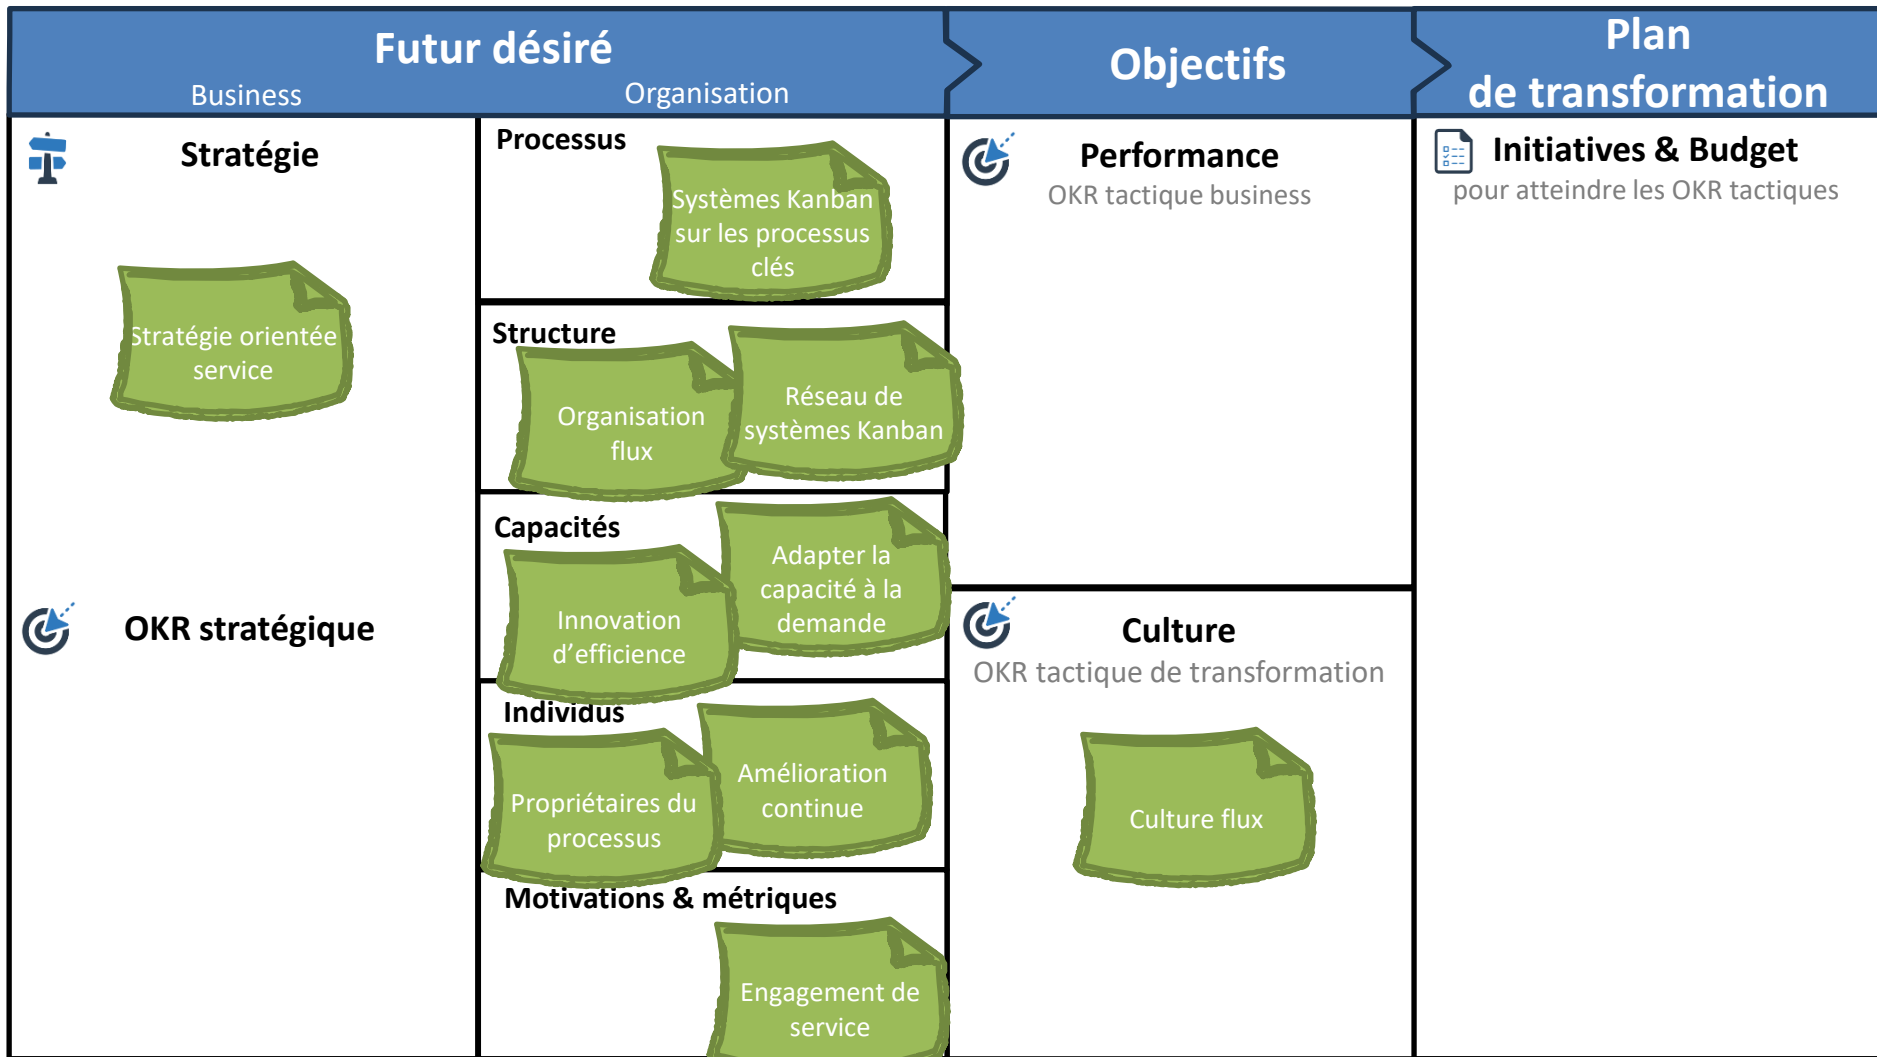 Futur désiré
Business
Organisation
Objectifs
Plan
de transformation
Stratégie
Stratégie orientée
service
OKR stratégique
Processus
Systèmes Kanban
sur les processus
clés
Structure
Organisation
flux
Réseau de
systèmes Kanban
Capacités
Innovation
d’efficience
Adapter la
capacité à la
demande
Individus
Propriétaires du
processus
Amélioration
continue
Motivations & métriques
Engagement de
service
Performance
OKR tactique business
Culture
OKR tactique de transformation
Culture flux
Initiatives & Budget
pour atteindre les OKR tactiques